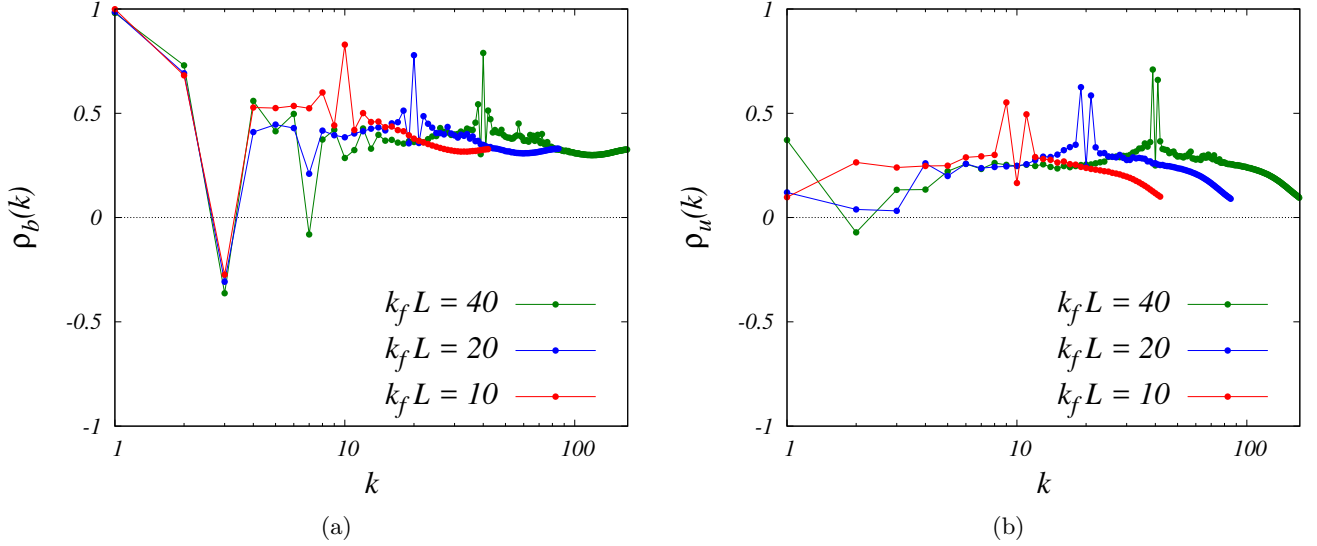 1
0.5
0
-0.5
-1
1
10
100
ρb(k)
k
kf L = 40
kf L = 20
kf L = 10
(a)
1
0.5
0
-0.5
-1
1
10
100
ρu(k)
k
kf L = 40
kf L = 20
kf L = 10
(b)